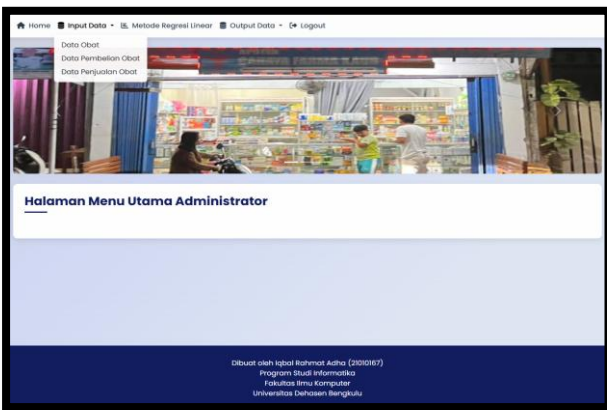 Home Input Data Metode Regresi Linear Output Data Logout
Data Obat
Data Pembelian Obat
Data Penjualan Obat
Halaman Menu Utama Administrator
Dibuat oleh Iqbal Rahmat Adha (21010167)
Program Studi Informatika
Fakultas Ilmu Komputer
Universitas Dehasen Bengkulu